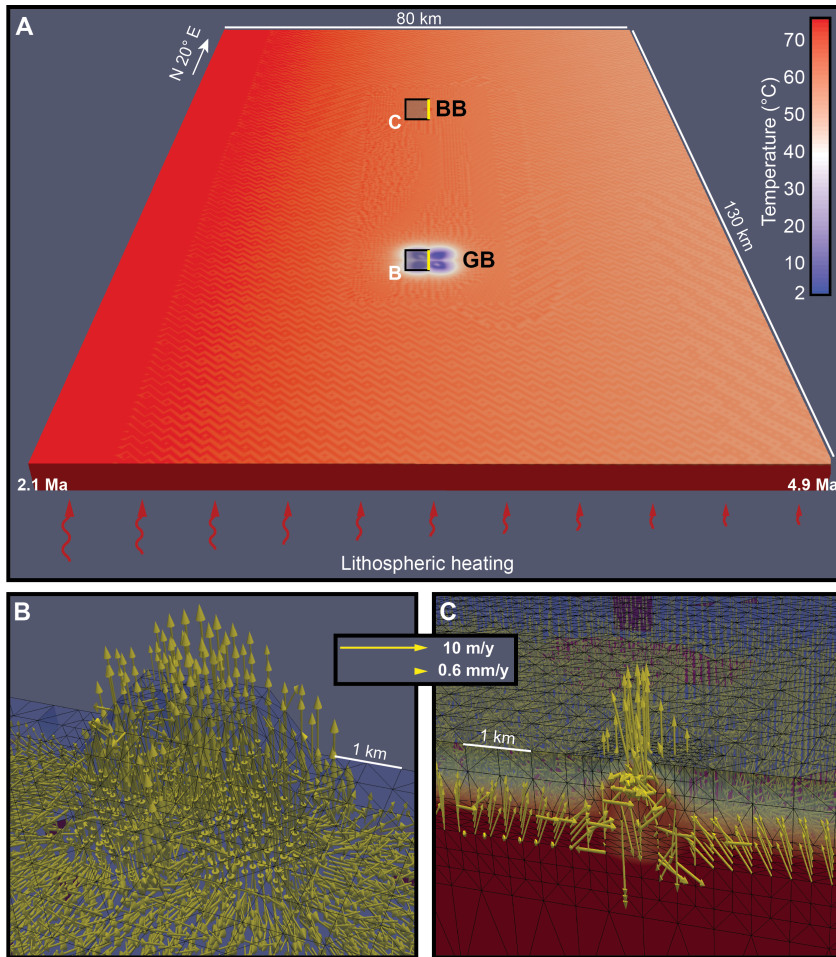 A
80 km
N 20° E
BB
C
130 km
GB
B
Temperature (°C)
70
60
50
40
30
20
10
2
2.1 Ma
4.9 Ma
Lithospheric heating
B
C
10 m/y
0.6 mm/y
1 km
1 km